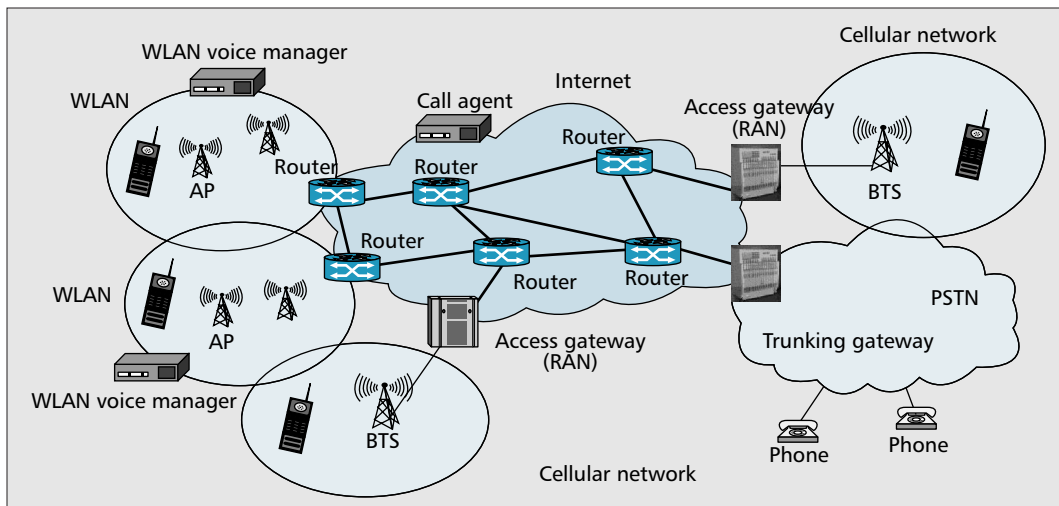 Cellular network
WLAN voice manager
Internet
WLAN
Call agent
Access gateway
(RAN)
Router
Router
Router
AP
BTS
Router
WLAN
Router
Router
PSTN
AP
Access gateway
(RAN)
Trunking gateway
WLAN voice manager
BTS
Phone
Phone
Cellular network